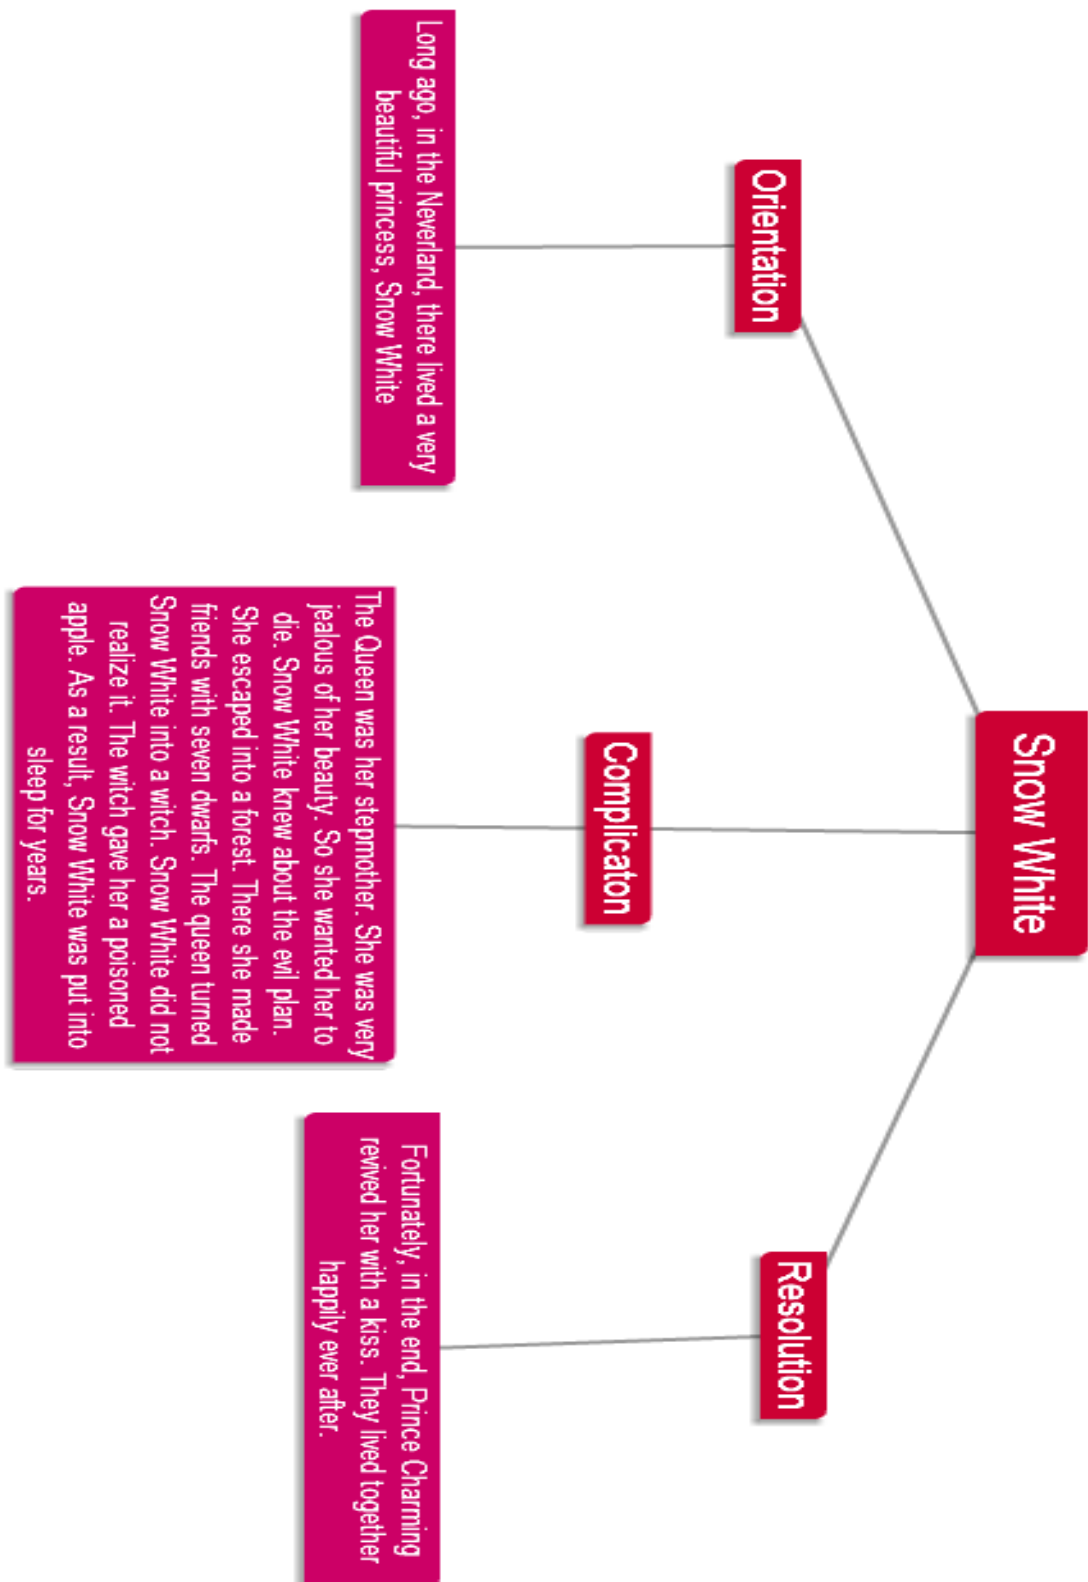 Snow White
Orientation
Complicaton
Resolution
Long ago, in the Neverland, there lived a very
beautiful princess, Snow White
The Queen was her stepmother. She was very
jealous of her beauty. So she wanted her to
die. Snow White knew about the evil plan.
She escaped into a forest. There she made
friends with seven dwarfs. The queen turned
Snow White into a witch. Snow White did not
realize it. The witch gave her a poisoned
apple. As a result, Snow White was put into
sleep for years.
Fortunately, in the end, Prince Charming
revived her with a kiss. They lived together
happily ever after.